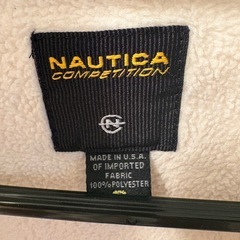 NAUTICA
COMPETITION
N
MADE IN U.S.A.
OF IMPORTED
FABRIC
100% POLYESTER